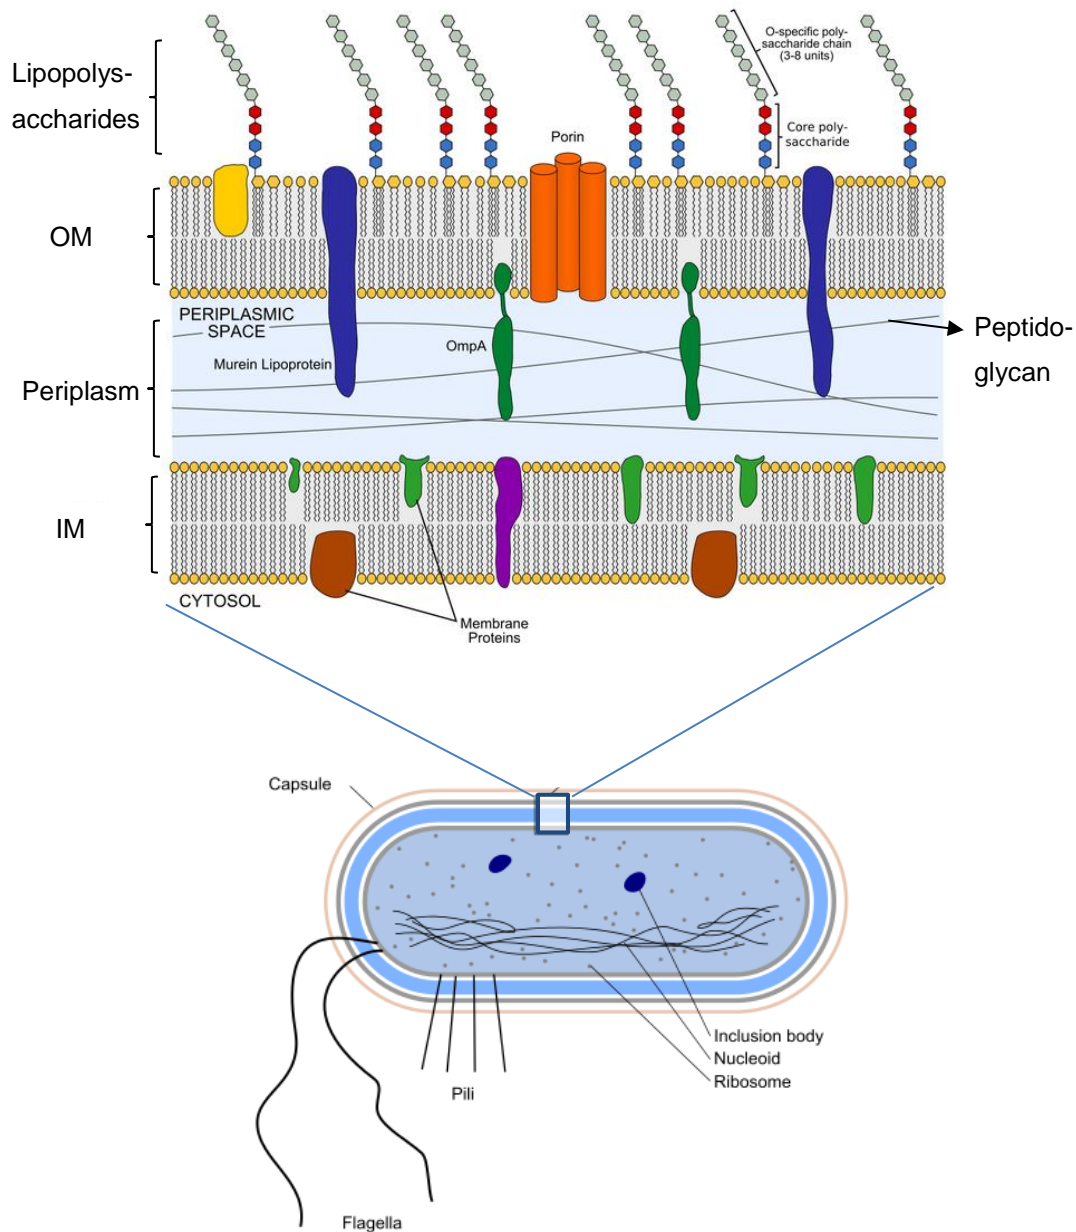 O-specific poly-
saccharide chain
(3-8 units)
Lipopolys-
accharides
Core poly-
saccharide
Porin
OM
PERIPLASMIC
SPACE
Peptido-
glycan
OmpA
Murein Lipoprotein
Periplasm
IM
CYTOSOL
Membrane
Proteins
Capsule
Inclusion body
Nucleoid
Ribosome
Pili
Flagella